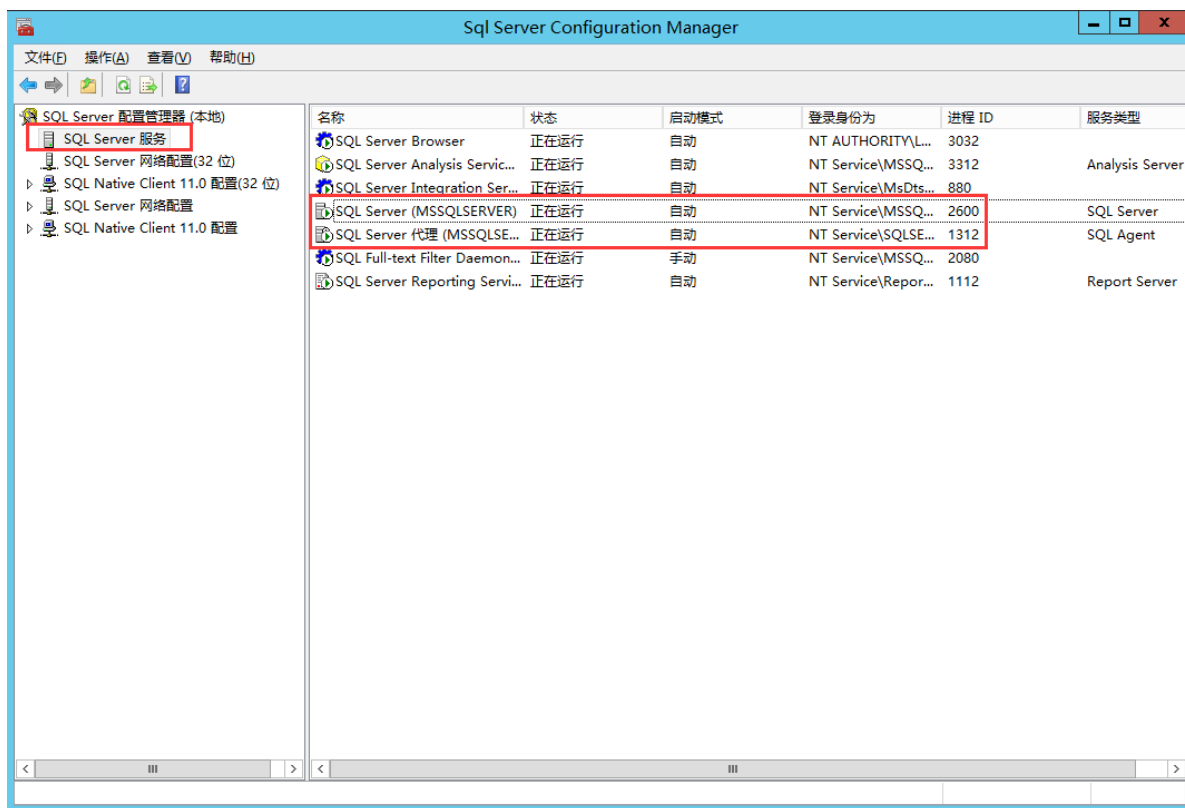 Sql Server Configuration Manager
文件(F) 操作(A) 查看(V) 帮助(H)
SQL Server 配置管理器 (本地)
SQL Server 服务
SQL Server 网络配置(32 位)
SQL Native Client 11.0 配置(32 位)
SQL Server 网络配置
SQL Native Client 11.0 配置
名称 状态 启动模式 登录身份为 进程 ID 服务类型
SQL Server Browser 正在运行 自动 NT AUTHORITY\L... 3032
SQL Server Analysis Servic... 正在运行 自动 NT Service\MSSQ... 3312 Analysis Server
SQL Server Integration Ser... 正在运行 自动 NT Service\MsDts... 880
SQL Server (MSSQLSERVER) 正在运行 自动 NT Service\MSSQ... 2600 SQL Server
SQL Server 代理 (MSSQLSE... 正在运行 自动 NT Service\SQLSE... 1312 SQL Agent
SQL Full-text Filter Daemon... 正在运行 手动 NT Service\MSSQ... 2080
SQL Server Reporting Servi... 正在运行 自动 NT Service\Repor... 1112 Report Server